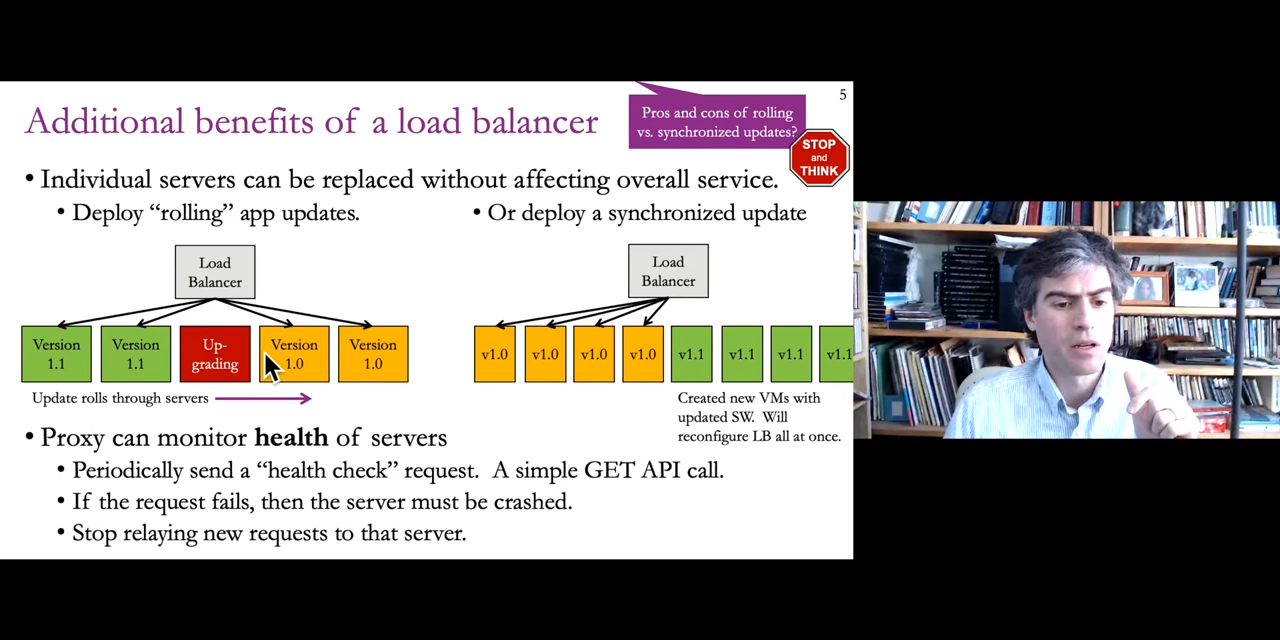 5
Additional benefits of a load balancer
Pros and cons of rolling
vs. synchronized updates?
STOP
and
THINK
• Individual servers can be replaced without affecting overall service.
• Deploy “rolling” app updates.
• Or deploy a synchronized update
Load
Balancer
Load
Balancer
Version
1.1
Version
1.1
Up-
grading
Version
1.0
Version
1.0
v1.0
v1.0
v1.0
v1.0
v1.1
v1.1
v1.1
v1.1
Update rolls through servers
Created new VMs with
updated SW. Will
reconfigure LB all at once.
• Proxy can monitor health of servers
• Periodically send a “health check” request. A simple GET API call.
• If the request fails, then the server must be crashed.
• Stop relaying new requests to that server.